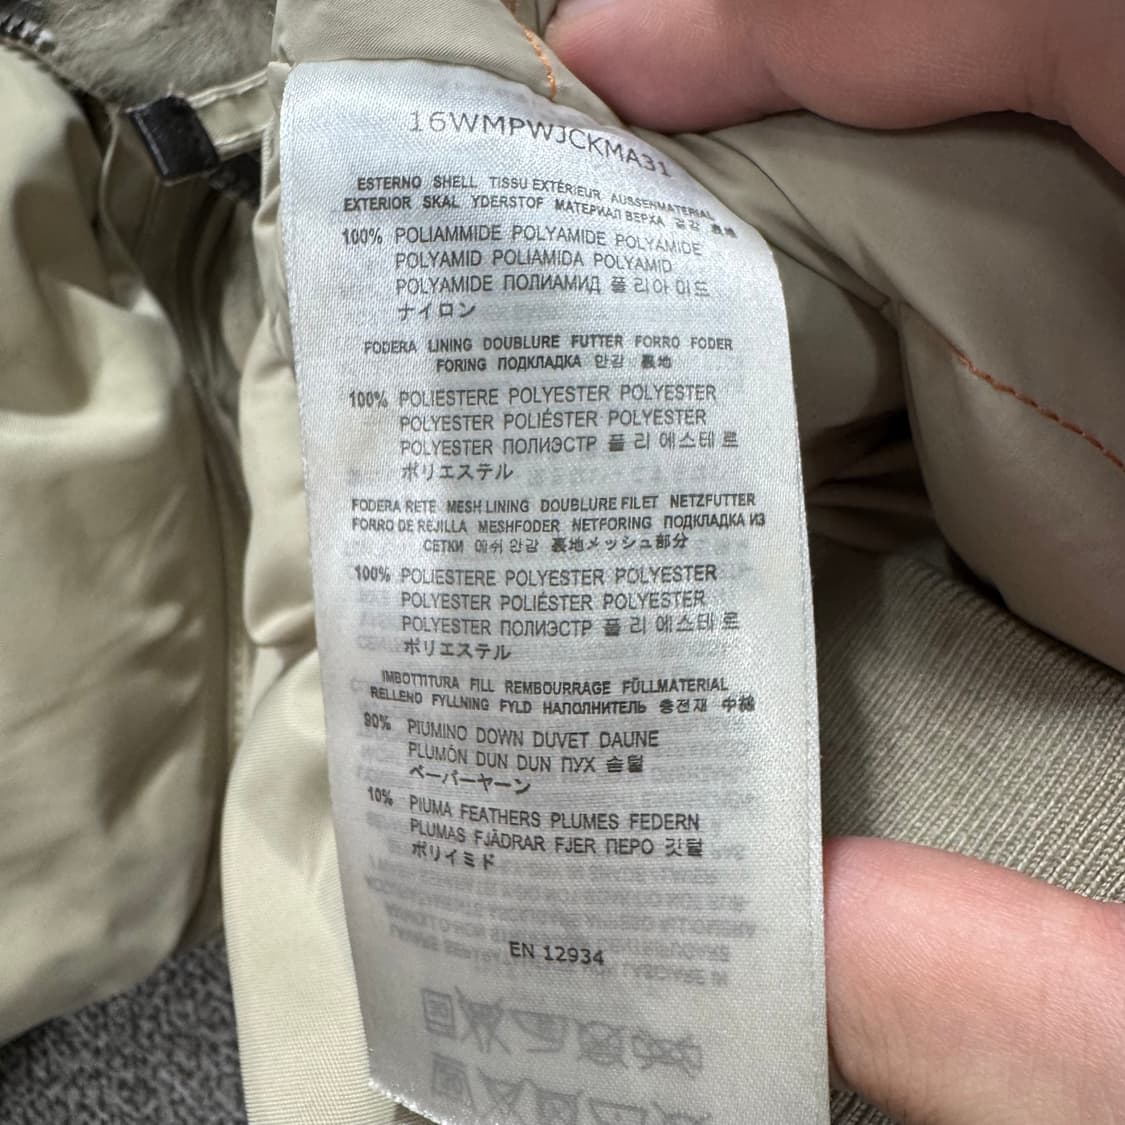 16WMPWJCKMA31
ESTERNO SHELL TISSU EXTÉRIEUR AUSSENMATERIAL
EXTERIOR SKAL YDERSTOF МАТЕРИАЛ ВЕРХА 겉감 表地
100% POLIAMMIDE POLYAMIDE POLYAMIDE
POLYAMID POLIAMIDA POLYAMID
POLYAMIDE ПОЛИАМИД 폴리아미드
ナイロン
FODERA LINING DOUBLURE FUTTER FORRO FODER
FORING ПОДКЛАДКА 안감 裏地
100% POLIESTERE POLYESTER POLYESTER
POLYESTER POLIÉSTER POLYESTER
POLYESTER ПОЛИЭСТР 폴리에스테르
ポリエステル
FODERA RETE MESH LINING DOUBLURE FILET NETZFUTTER
FORRO DE REJILLA MESHFODER NETFORING ПОДКЛАДКА ИЗ
СЕТКИ 메쉬 안감 裏地メッシュ部分
100% POLIESTERE POLYESTER POLYESTER
POLYESTER POLIÉSTER POLYESTER
POLYESTER ПОЛИЭСТР 폴리에스테르
ポリエステル
IMBOTTITURA FILL REMBOURRAGE FÜLLMATERIAL
RELLENO FYLLNING FYLD НАПОЛНИТЕЛЬ 충전재 中綿
90% PIUMINO DOWN DUVET DAUNE
PLUMÓN DUN DUN ПУХ 솜털
ペーパーヤーン
10% PIUMA FEATHERS PLUMES FEDERN
PLUMAS FJÄDRAR FJER ПЕРО 깃털
ポリイミド
EN 12934